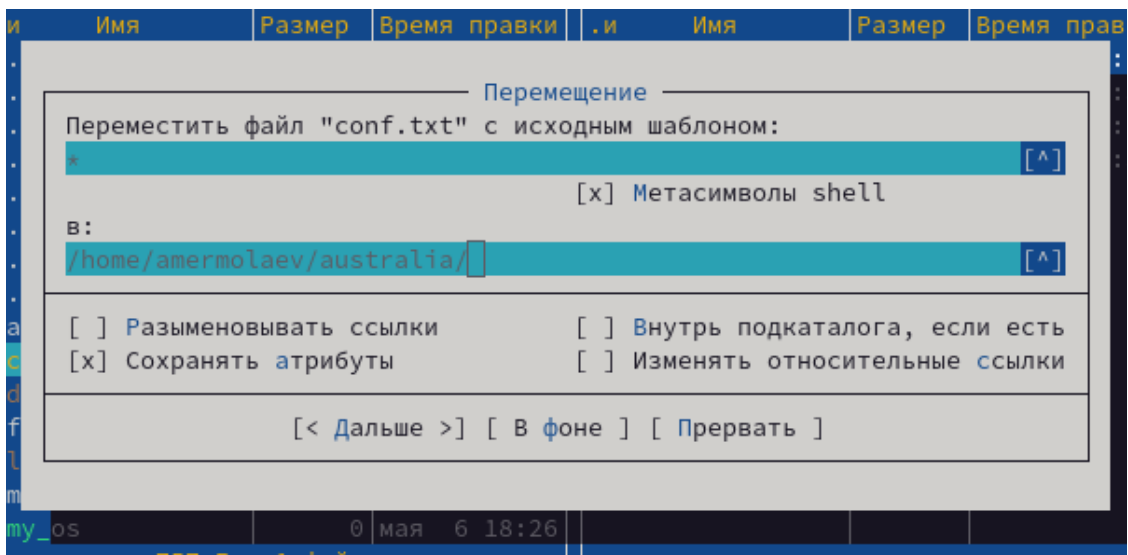 и Имя Размер Время правки .и Имя Размер Время прав
Перемещение
Переместить файл "conf.txt" с исходным шаблоном:
* [^]
[x] Метасимволы shell
в:
/home/amermolaev/australia/ [^]
[ ] Разыменовывать ссылки [ ] Внутрь подкаталога, если есть
[x] Сохранять атрибуты [ ] Изменять относительные ссылки
[< Дальше >] [ В фоне ] [ Прервать ]
my_os 0 мая 6 18:26